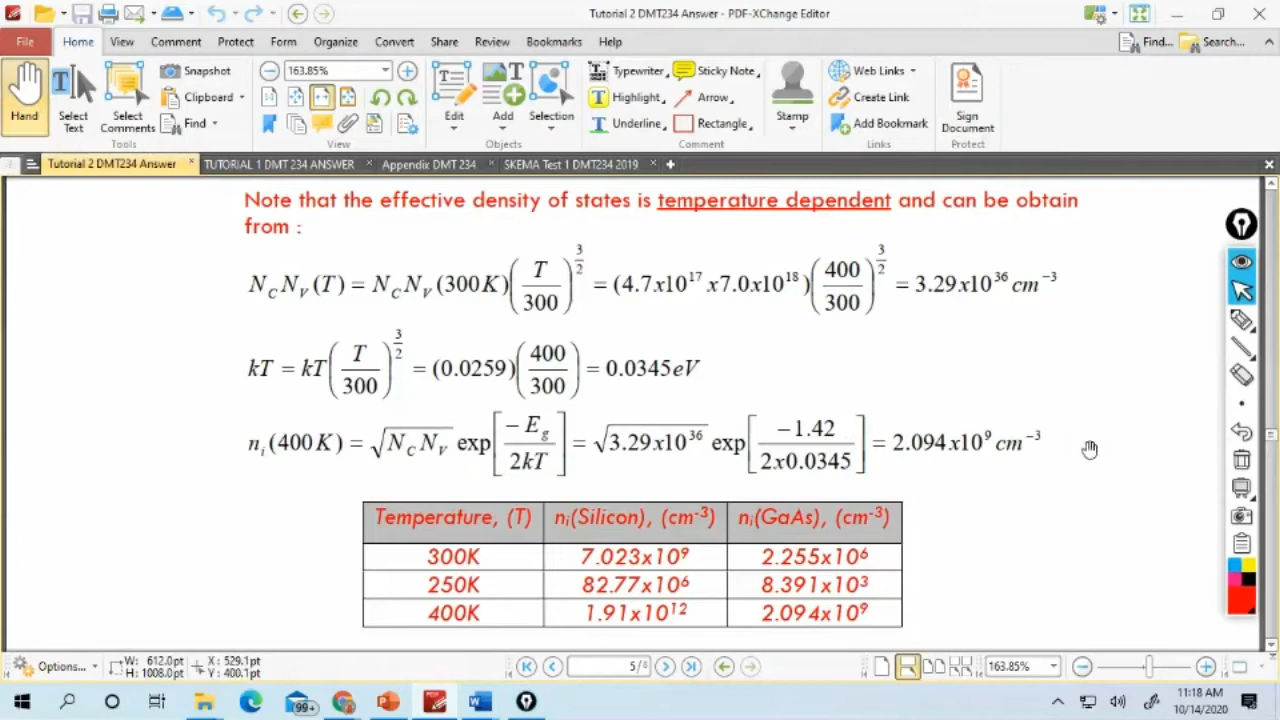 Tutorial 2 DMT234 Answer - PDF-XChange Editor
File Home View Comment Protect Form Organize Convert Share Review Bookmarks Help Find... Search...
Hand
Select Text
Select Comments
Snapshot
Clipboard
Find
Tools
163.85%
View
Edit
Add
Selection
Objects
Typewriter
Highlight
Underline
Sticky Note
Arrow
Rectangle
Stamp
Comment
Web Links
Create Link
Add Bookmark
Links
Sign Document
Protect
Tutorial 2 DMT234 Answer TUTORIAL 1 DMT 234 ANSWER Appendix DMT 234 SKEMA Test 1 DMT234 2019
Note that the effective density of states is temperature dependent and can be obtain
from :
N_C N_V (T) = N_C N_V (300K)(T/300)^(3/2) = (4.7x10^17 x7.0x10^18)(400/300)^(3/2) = 3.29x10^36 cm^-3
kT = kT(T/300)^(3/2) = (0.0259)(400/300) = 0.0345eV
n_i (400K) = √(N_C N_V) exp[-E_g/2kT] = √(3.29x10^36) exp[-1.42/2x0.0345] = 2.094x10^9 cm^-3
Temperature, (T) ni(Silicon), (cm-3) ni(GaAs), (cm-3)
300K 7.023x10^9 2.255x10^6
250K 82.77x10^6 8.391x10^3
400K 1.91x10^12 2.094x10^9
Options... W: 612.0pt H: 1008.0pt X: 529.1pt Y: 400.1pt 163.85%
99+
11:18 AM
10/14/2020